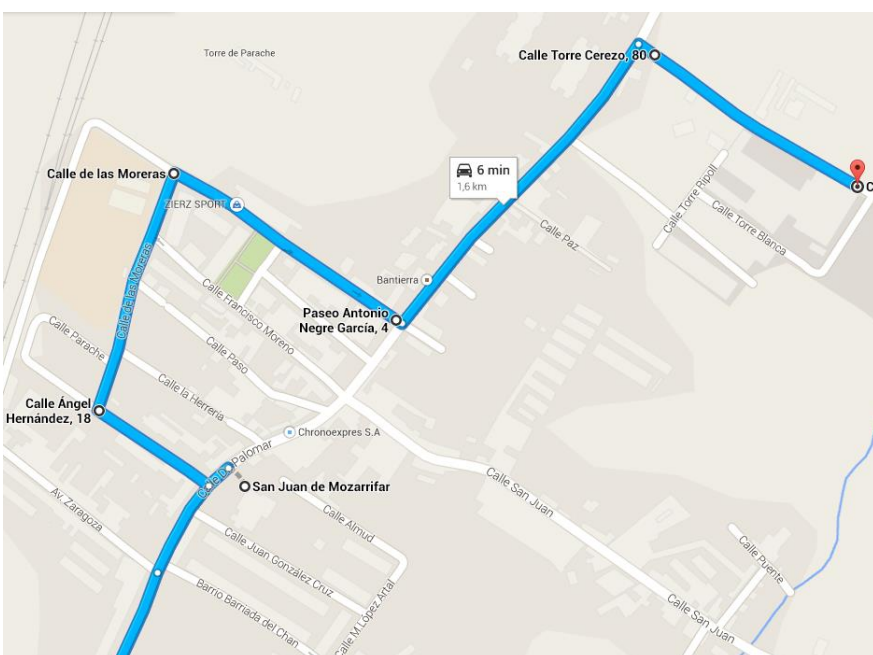 Torre de Parache
Calle Torre Cerezo, 80
6 min
1,6 km
Calle de las Moreras
ZIERZ SPORT
Calle Torre Ripoll
Calle Torre Blanca
Calle Paz
C
Calle de las Moreras
Bantierra
Calle Francisco Moreno
Paseo Antonio
Negre García, 4
Calle Parache
Calle Paso
Calle la Herreria
Calle Ángel
Hernández, 18
Chronoexpres S.A
Palomar
San Juan de Mozarrifar
Calle San Juan
Av. Zaragoza
Calle Almud
Calle Juan González Cruz
Calle Puente
Barrio Barriada del Chan
Calle M López Artal
Calle San Juan